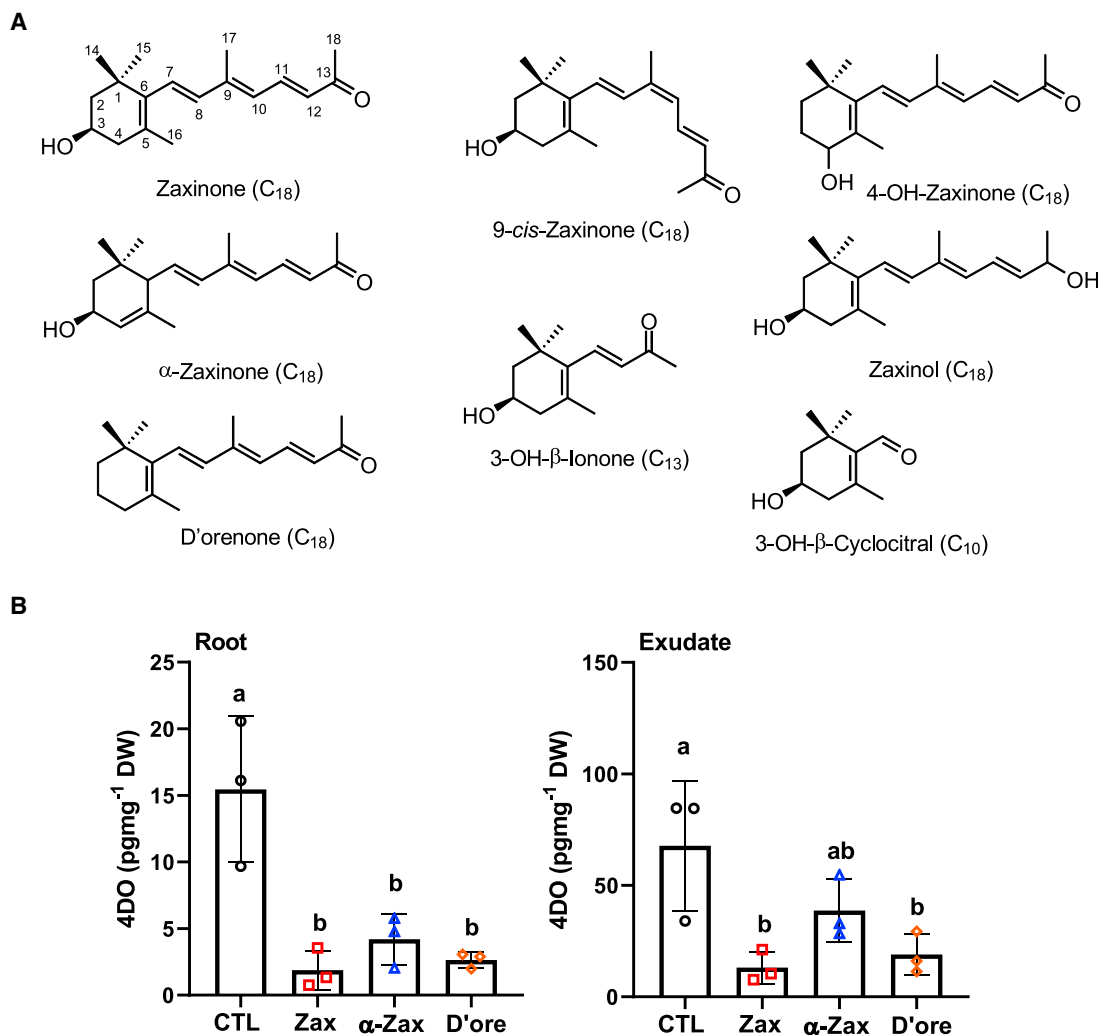 A
14
15
17
18
1
6
7
8
9
10
11
12
13
2
3
4
5
16
HO
O
Zaxinone (C18)
HO
O
9-cis-Zaxinone (C18)
O
OH
4-OH-Zaxinone (C18)
HO
O
α-Zaxinone (C18)
O
HO
3-OH-β-Ionone (C13)
OH
HO
Zaxinol (C18)
O
D'orenone (C18)
O
HO
3-OH-β-Cyclocitral (C10)
B
Root
4DO (pgmg-1 DW)
25
20
15
10
5
0
a
b
b
b
CTL Zax α-Zax D'ore
Exudate
4DO (pgmg-1 DW)
150
100
50
0
a
b
ab
b
CTL Zax α-Zax D'ore